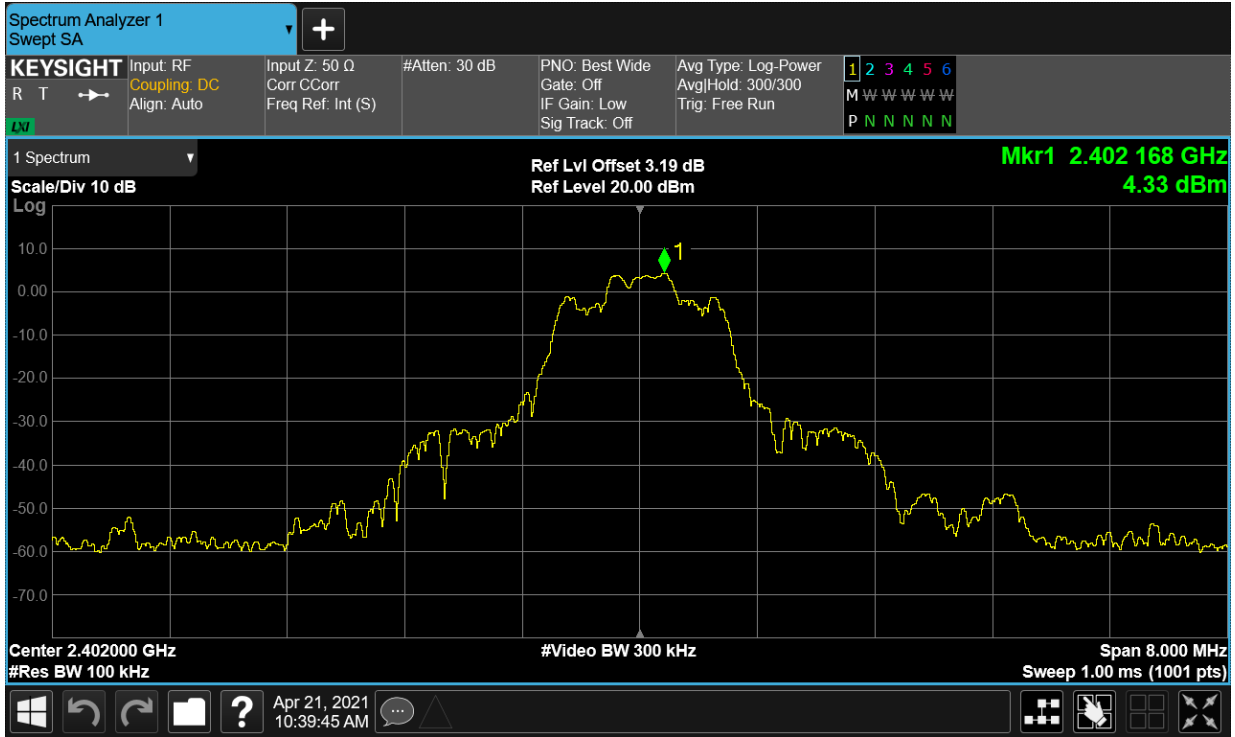 Spectrum Analyzer 1
Swept SA
KEYSIGHT
R T
LXI
Input: RF
Coupling: DC
Align: Auto
Input Z: 50 Ω
Corr CCorr
Freq Ref: Int (S)
#Atten: 30 dB
PNO: Best Wide
Gate: Off
IF Gain: Low
Sig Track: Off
Avg Type: Log-Power
Avg|Hold: 300/300
Trig: Free Run
1 2 3 4 5 6
M W W W W W
P N N N N N
1 Spectrum
Scale/Div 10 dB
Log
Ref Lvl Offset 3.19 dB
Ref Level 20.00 dBm
Mkr1 2.402 168 GHz
4.33 dBm
1
10.0
0.00
-10.0
-20.0
-30.0
-40.0
-50.0
-60.0
-70.0
Center 2.402000 GHz
#Res BW 100 kHz
#Video BW 300 kHz
Span 8.000 MHz
Sweep 1.00 ms (1001 pts)
?
Apr 21, 2021
10:39:45 AM